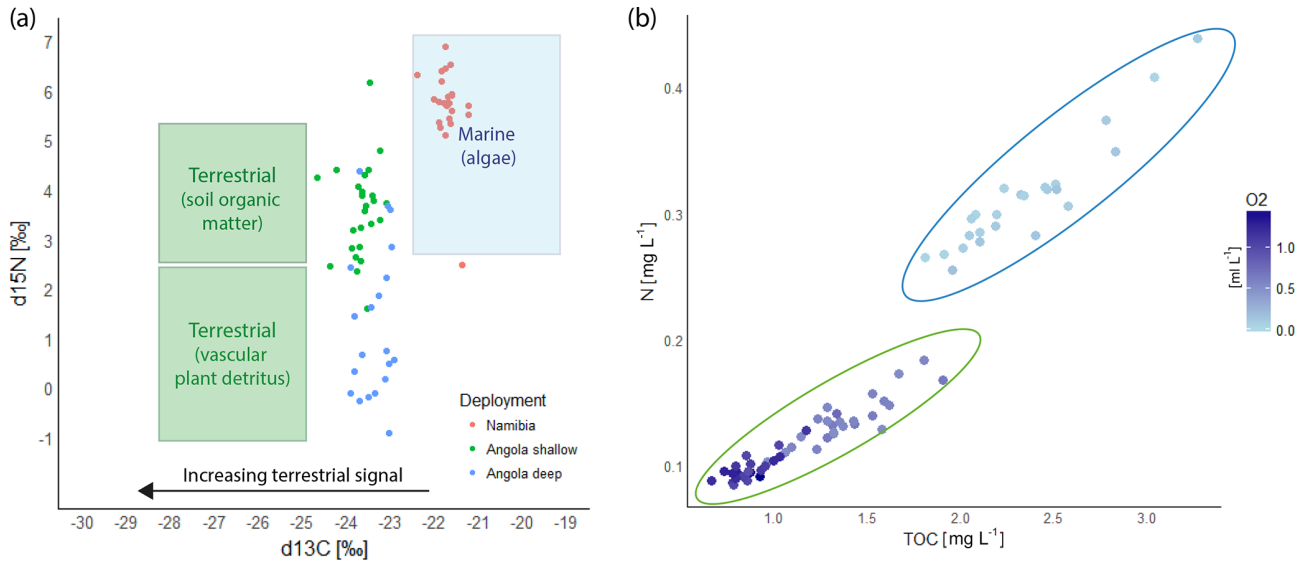 (a)
7
6
5
4
3
2
1
0
-1
d15N [‰]
Terrestrial
(soil organic
matter)
Terrestrial
(vascular
plant detritus)
Marine
(algae)
Deployment
Namibia
Angola shallow
Angola deep
Increasing terrestrial signal
-30 -29 -28 -27 -26 -25 -24 -23 -22 -21 -20 -19
d13C [‰]
(b)
0.4
0.3
0.2
0.1
N [mg L⁻¹]
1.0 1.5 2.0 2.5 3.0
TOC [mg L⁻¹]
O2
[ml L⁻¹]
1.0
0.5
0.0